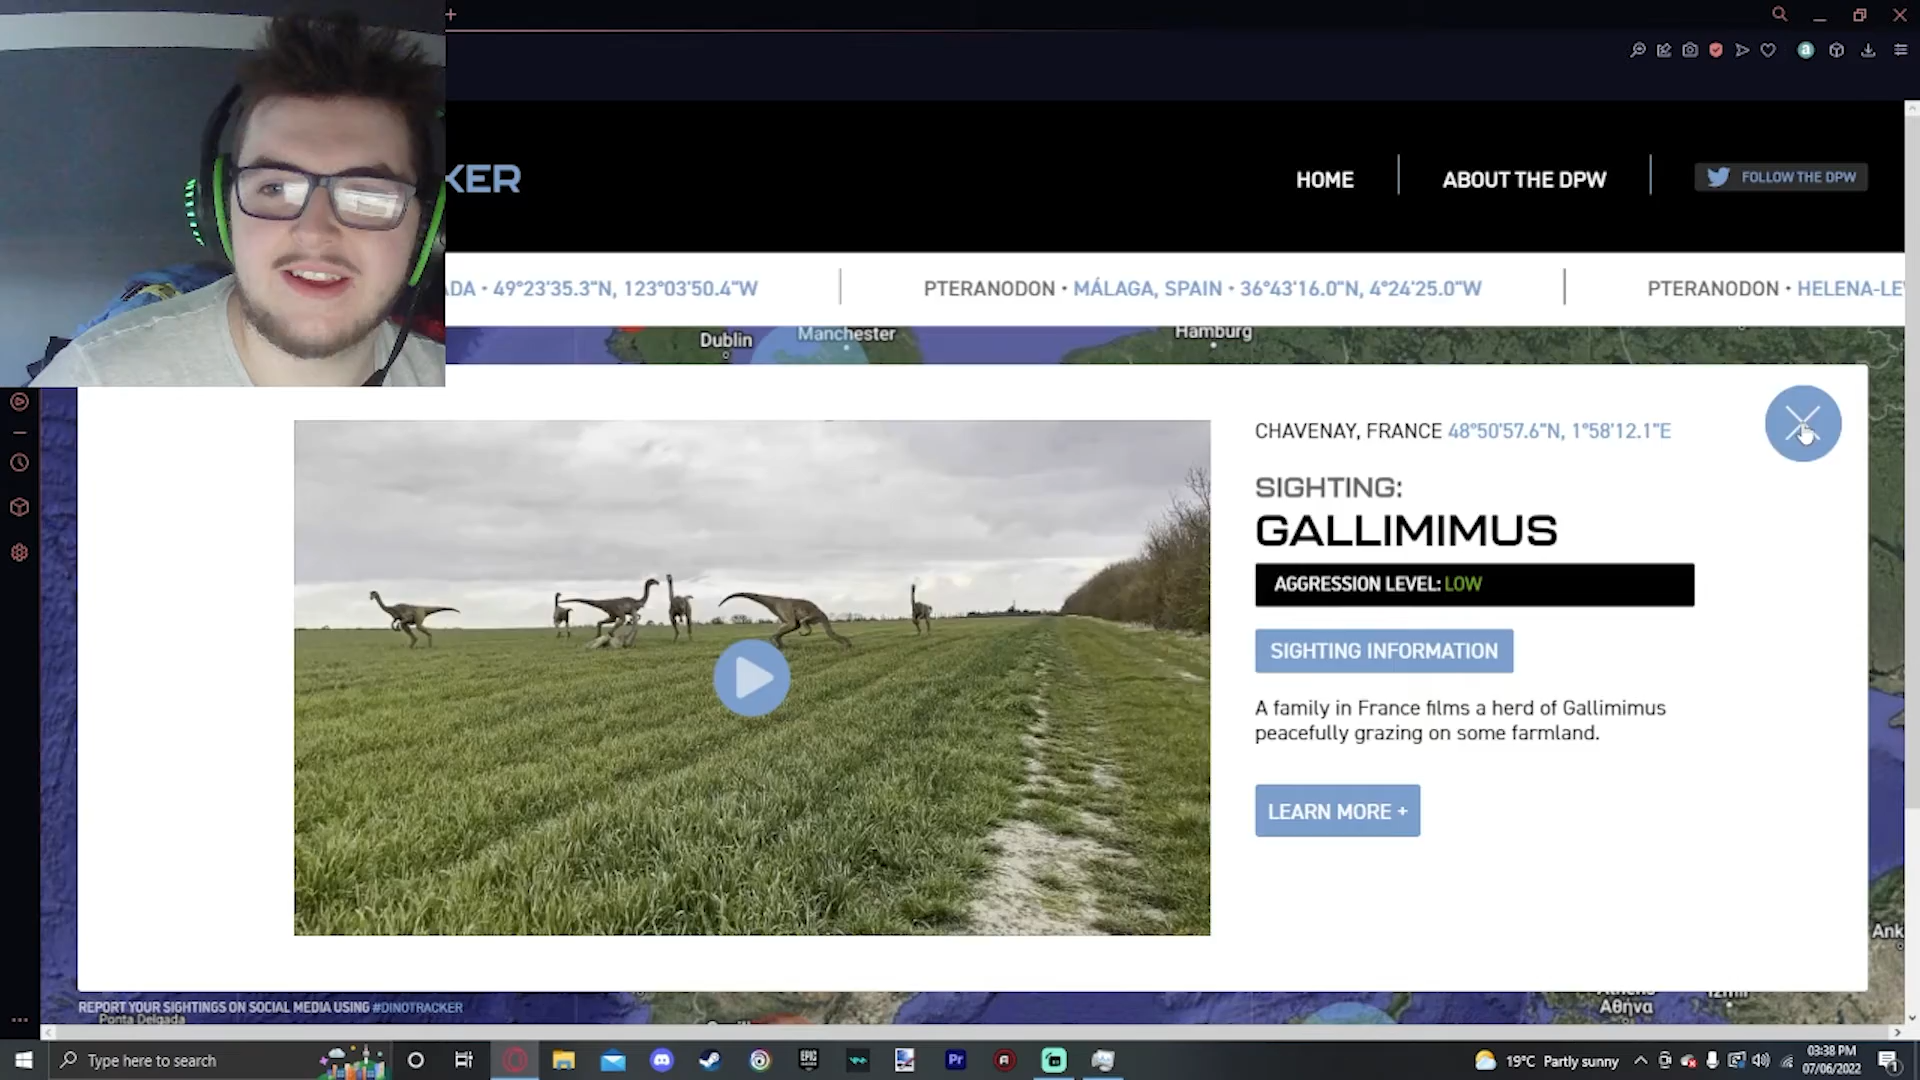 KER
HOME
ABOUT THE DPW
FOLLOW THE DPW
ADA • 49°23'35.3"N, 123°03'50.4"W
PTERANODON • MÁLAGA, SPAIN • 36°43'16.0"N, 4°24'25.0"W
PTERANODON • HELENA-LE
Dublin
Manchester
Hamburg
CHAVENAY, FRANCE 48°50'57.6"N, 1°58'12.1"E
SIGHTING:
GALLIMIMUS
AGGRESSION LEVEL: LOW
SIGHTING INFORMATION
A family in France films a herd of Gallimimus
peacefully grazing on some farmland.
LEARN MORE +
Ank
REPORT YOUR SIGHTINGS ON SOCIAL MEDIA USING #DINOTRACKER
Ponta Delgada
Αθήνα
Type here to search
EPIC
Pr
19°C Partly sunny
03:38 PM
07/06/2022
1